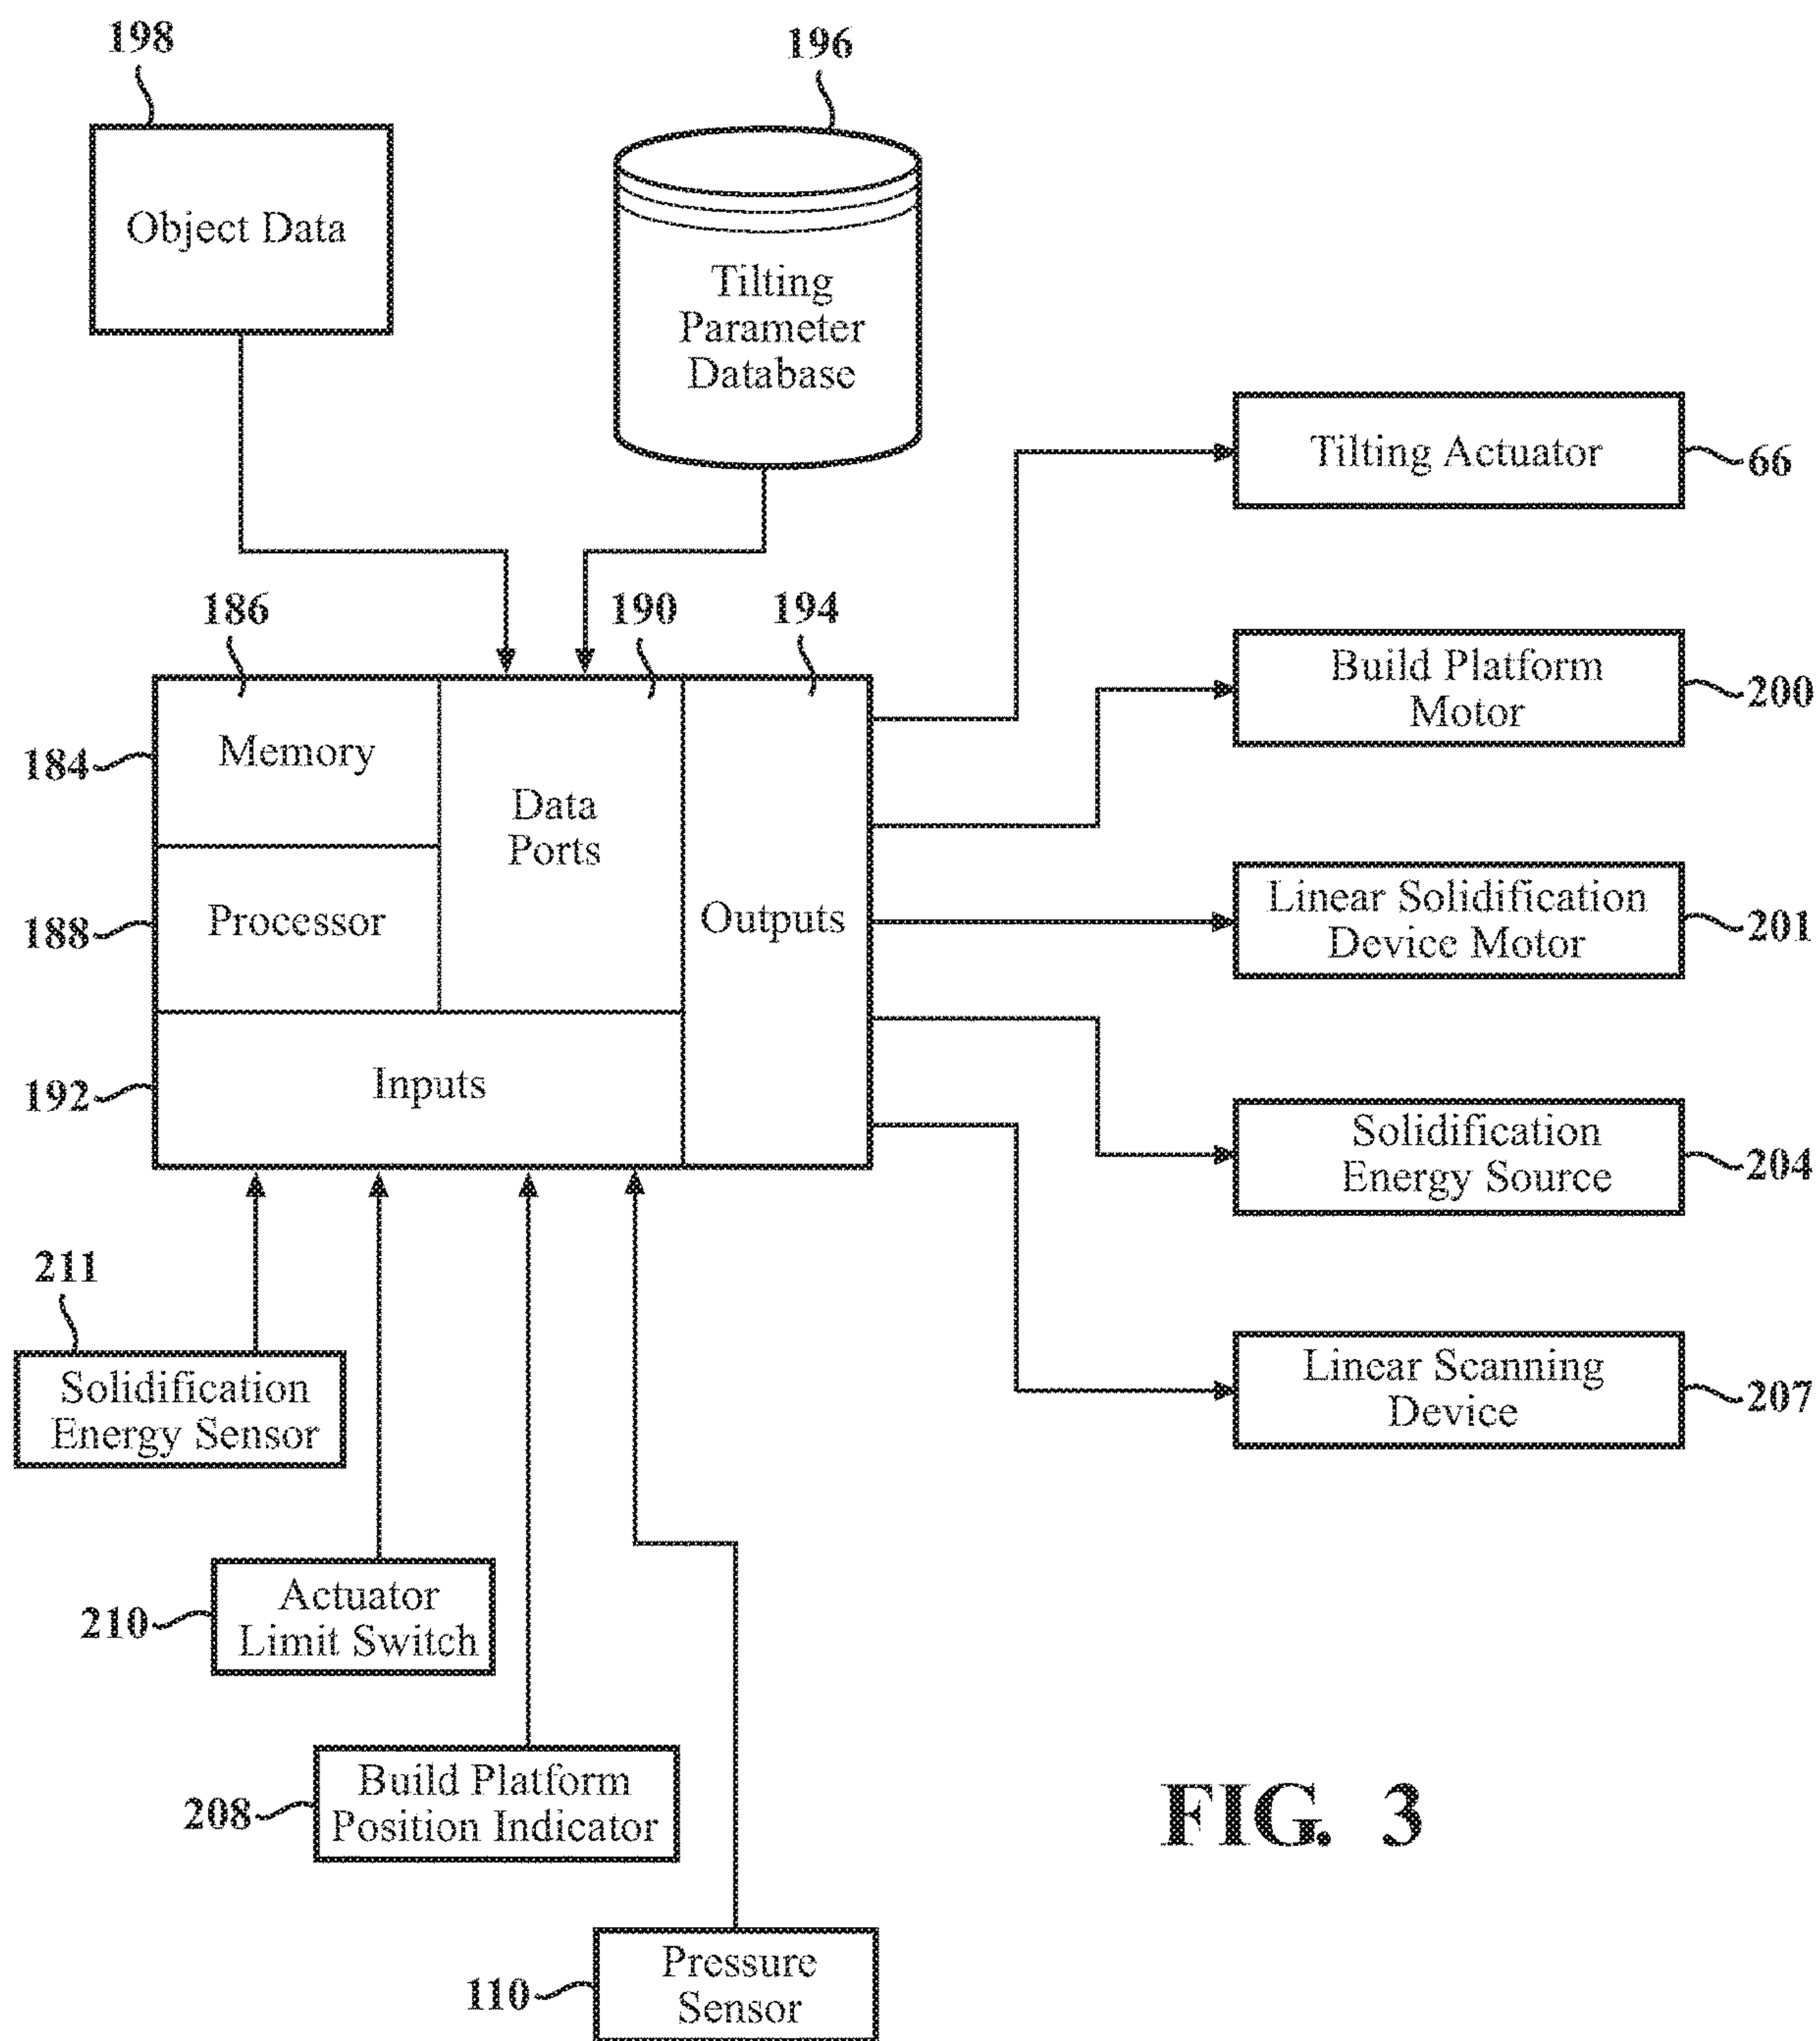 198
196
Object Data
Tilting
Parameter
Database
Tilting Actuator
66
186
190
194
Build Platform
Motor
200
184
Memory
Data
Ports
188
Processor
Outputs
Linear Solidification
Device Motor
201
192
Inputs
Solidification
Energy Source
204
211
Solidification
Energy Sensor
Linear Scanning
Device
207
210
Actuator
Limit Switch
208
Build Platform
Position Indicator
FIG. 3
110
Pressure
Sensor